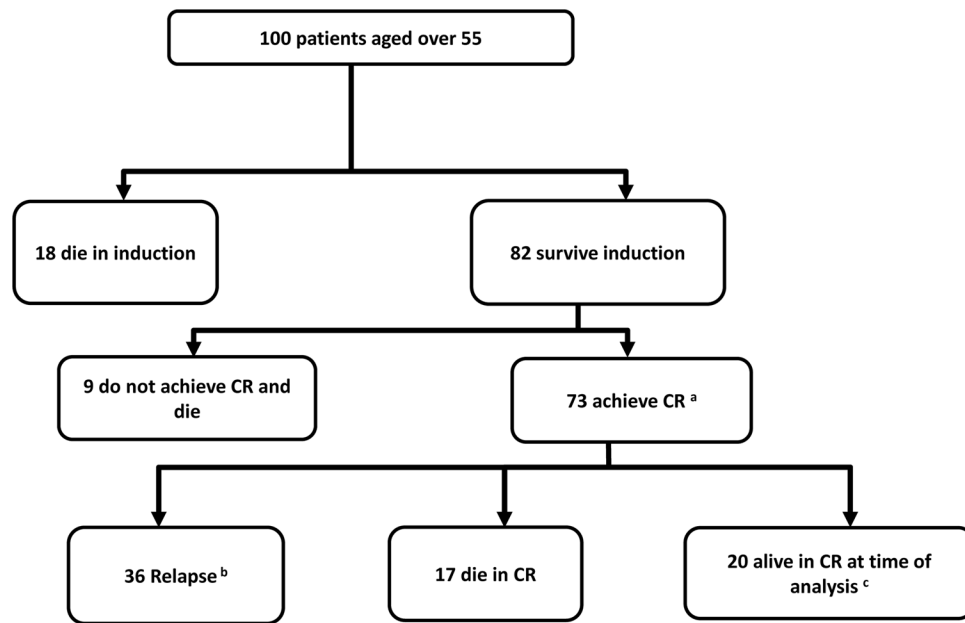 100 patients aged over 55
18 die in induction
82 survive induction
9 do not achieve CR and
die
73 achieve CR a
36 Relapse b
17 die in CR
20 alive in CR at time of
analysis c